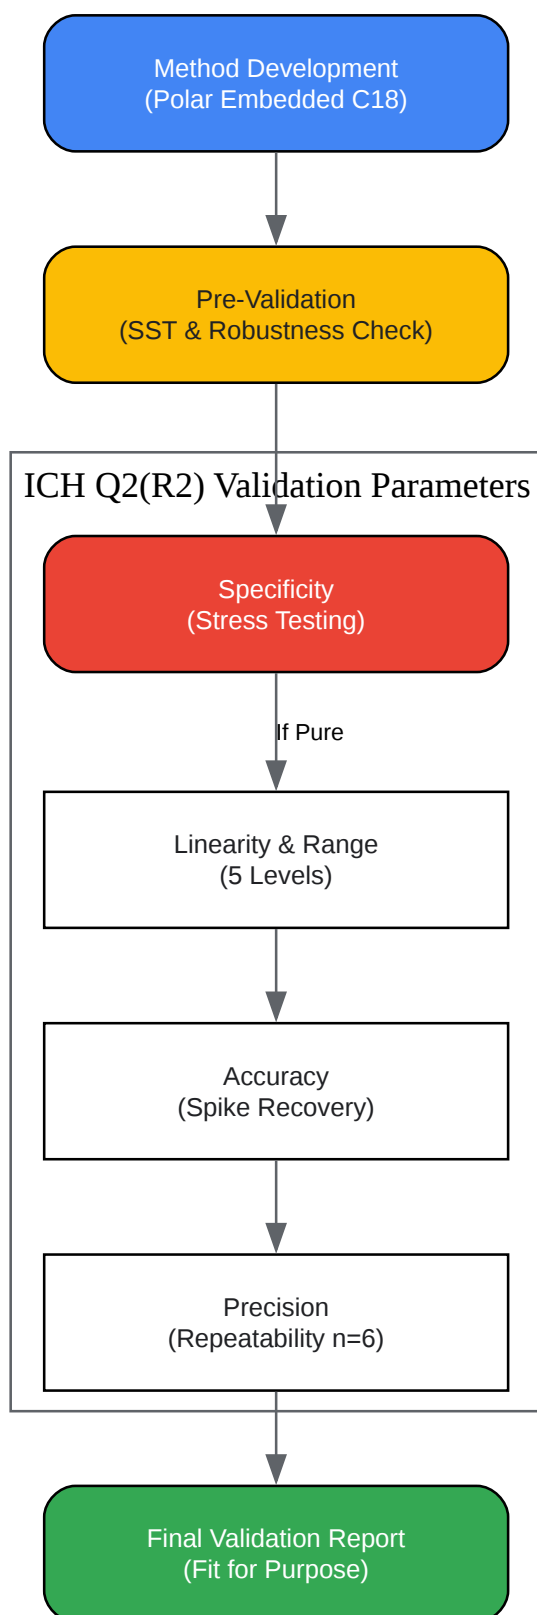 Method Development
(Polar Embedded C18)
Pre-Validation
(SST & Robustness Check)
ICH Q2(R2) Validation Parameters
Specificity
(Stress Testing)
If Pure
Linearity & Range
(5 Levels)
Accuracy
(Spike Recovery)
Precision
(Repeatability n=6)
Final Validation Report
(Fit for Purpose)